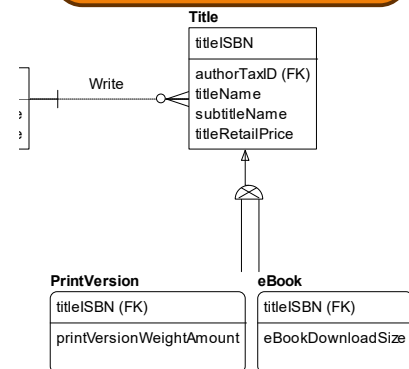 Title
titleISBN
authorTaxID (FK)
titleName
subtitleName
titleRetailPrice
Write
PrintVersion
titleISBN (FK)
printVersionWeightAmount
eBook
titleISBN (FK)
eBookDownloadSize